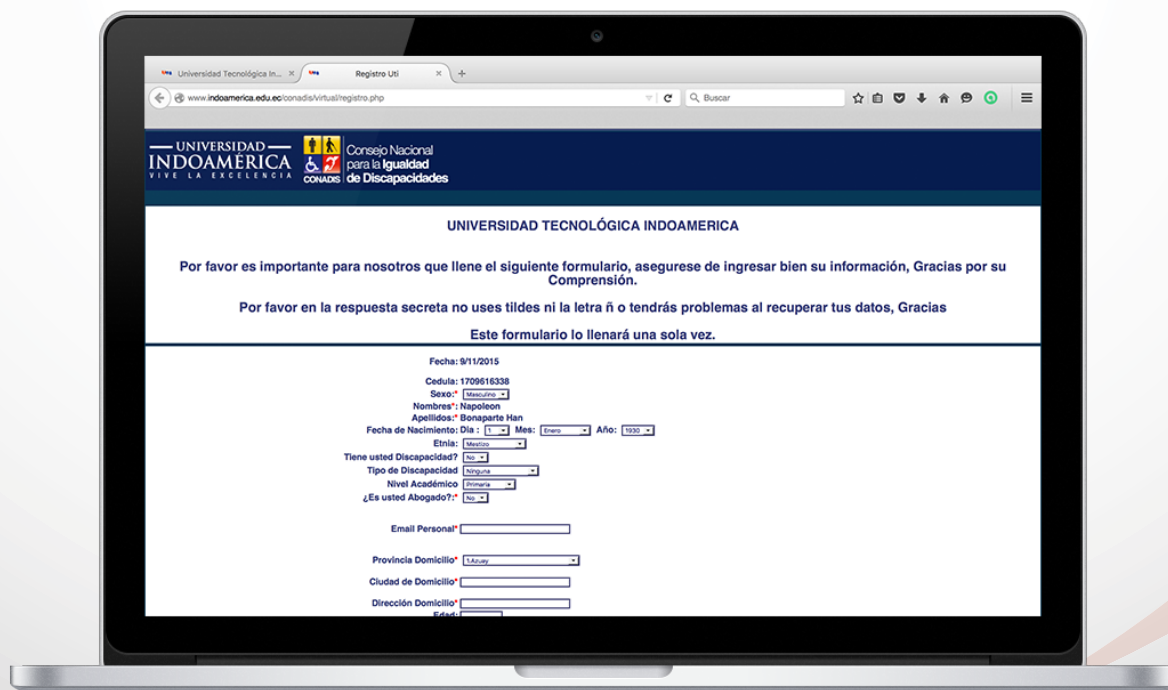 Universidad Tecnológica In...
Registro Uti
www.indoamerica.edu.ec/conadis/virtual/registro.php
Buscar
UNIVERSIDAD
INDOAMÉRICA
VIVE LA EXCELENCIA
CONADIS
Consejo Nacional
para la Igualdad
de Discapacidades
UNIVERSIDAD TECNOLÓGICA INDOAMERICA
Por favor es importante para nosotros que llene el siguiente formulario, asegurese de ingresar bien su información, Gracias por su
Comprensión.
Por favor en la respuesta secreta no uses tildes ni la letra ñ o tendrás problemas al recuperar tus datos, Gracias
Este formulario lo llenará una sola vez.
Fecha: 9/11/2015
Cedula: 1709616338
Sexo:* Masculino
Nombres*: Napoleon
Apellidos:* Bonaparte Han
Fecha de Nacimiento: Dia : 1 Mes: Enero Año: 1930
Etnia: Mestizo
Tiene usted Discapacidad? No
Tipo de Discapacidad Ninguna
Nivel Académico Primaria
¿Es usted Abogado?:* No
Email Personal*
Provincia Domicilio* 1.Azuay
Ciudad de Domicilio*
Dirección Domicilio*
Edad: